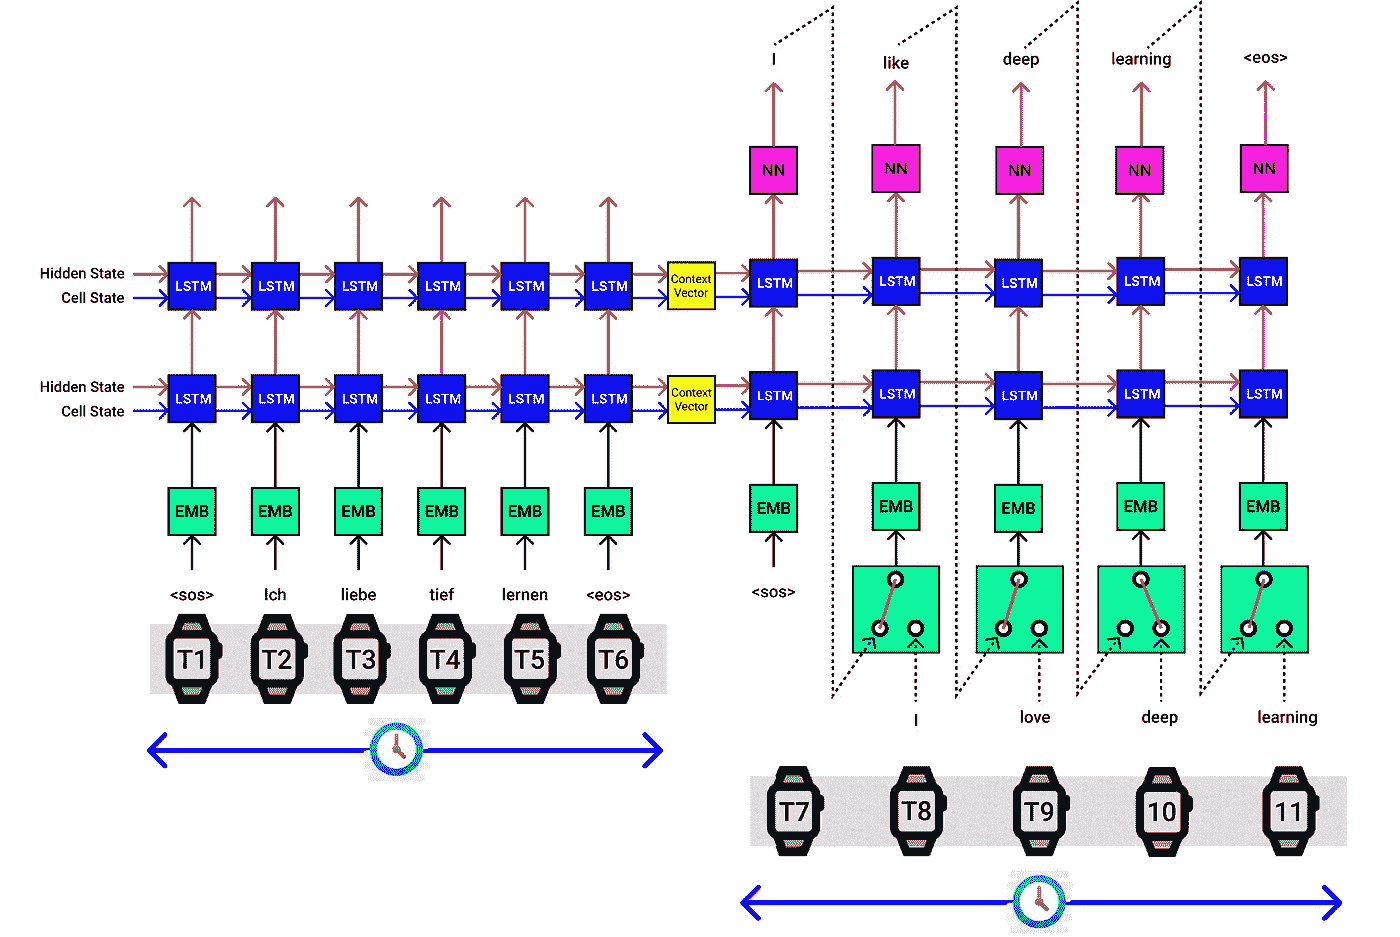 I like deep learning <eos>
NN NN NN NN NN
Hidden State
Cell State
LSTM LSTM LSTM LSTM LSTM LSTM
Context
Vector
LSTM LSTM LSTM LSTM LSTM
Hidden State
Cell State
LSTM LSTM LSTM LSTM LSTM LSTM
Context
Vector
LSTM LSTM LSTM LSTM LSTM
EMB EMB EMB EMB EMB EMB
EMB EMB EMB EMB EMB
<sos> Ich liebe tief lernen <eos>
<sos>
T1 T2 T3 T4 T5 T6
I love deep learning
T7 T8 T9 10 11